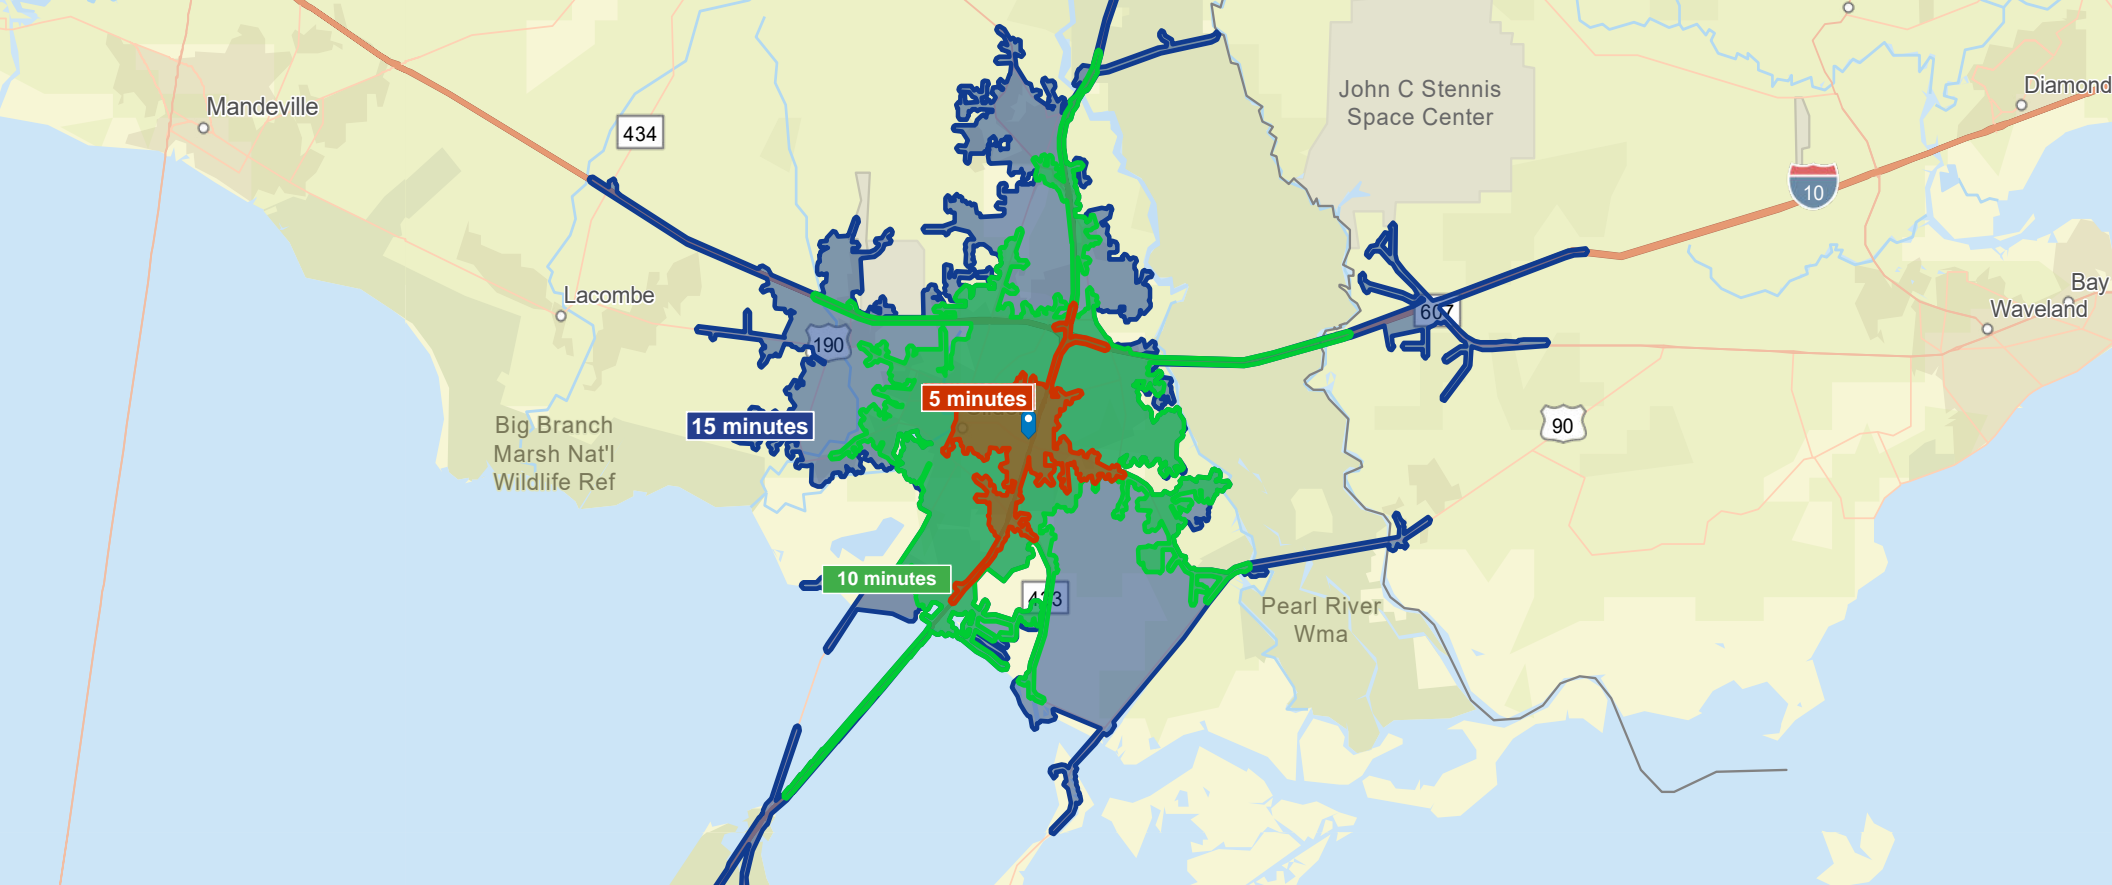 Mandeville
434
John C Stennis
Space Center
Diamond
10
Bay
Waveland
Lacombe
607
190
5 minutes
15 minutes
90
Big Branch
Marsh Nat'l
Wildlife Ref
10 minutes
433
Pearl River
Wma